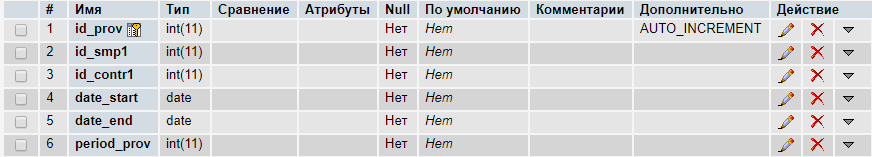 # Имя Тип Сравнение Атрибуты Null По умолчанию Комментарии Дополнительно Действие
1 id_prov int(11) Нет Нет AUTO_INCREMENT
2 id_smp1 int(11) Нет Нет
3 id_contr1 int(11) Нет Нет
4 date_start date Нет Нет
5 date_end date Нет Нет
6 period_prov int(11) Нет Нет